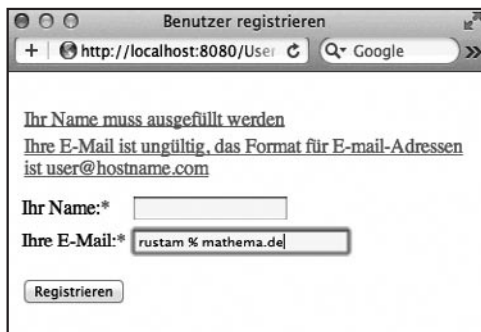 Benutzer registrieren
+ http://localhost:8080/User Google »
Ihr Name muss ausgefüllt werden
Ihre E-Mail ist ungültig, das Format für E-mail-Adressen
ist user@hostname.com
Ihr Name:*
Ihre E-Mail:* rustam % mathema.de
Registrieren